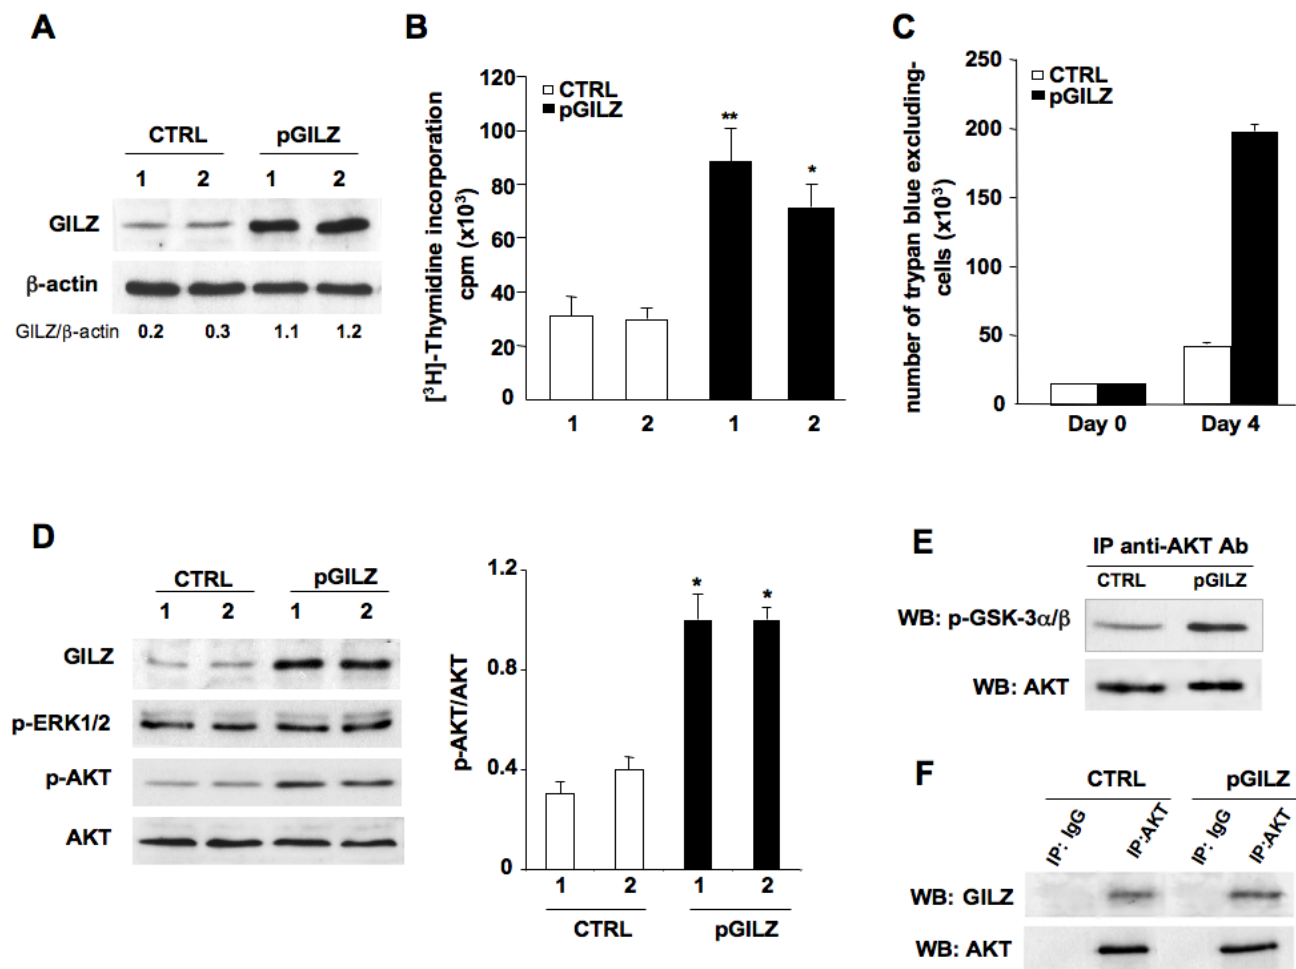 A
CTRL pGILZ
1 2 1 2
GILZ
β-actin
GILZ/β-actin 0.2 0.3 1.1 1.2
B
[³H]-Thymidine incorporation
cpm (x10³)
120
100
80
60
40
20
0
CTRL
pGILZ
**
*
1 2 1 2
C
number of trypan blue excluding-
cells (x10³)
250
200
150
100
50
0
CTRL
pGILZ
Day 0 Day 4
D
CTRL pGILZ
1 2 1 2
GILZ
p-ERK1/2
p-AKT
AKT
p-AKT/AKT
1.2
0.8
0.4
0
* *
1 2 1 2
CTRL pGILZ
E
IP anti-AKT Ab
CTRL pGILZ
WB: p-GSK-3α/β
WB: AKT
F
CTRL pGILZ
IP: IgG IP:AKT IP: IgG IP:AKT
WB: GILZ
WB: AKT